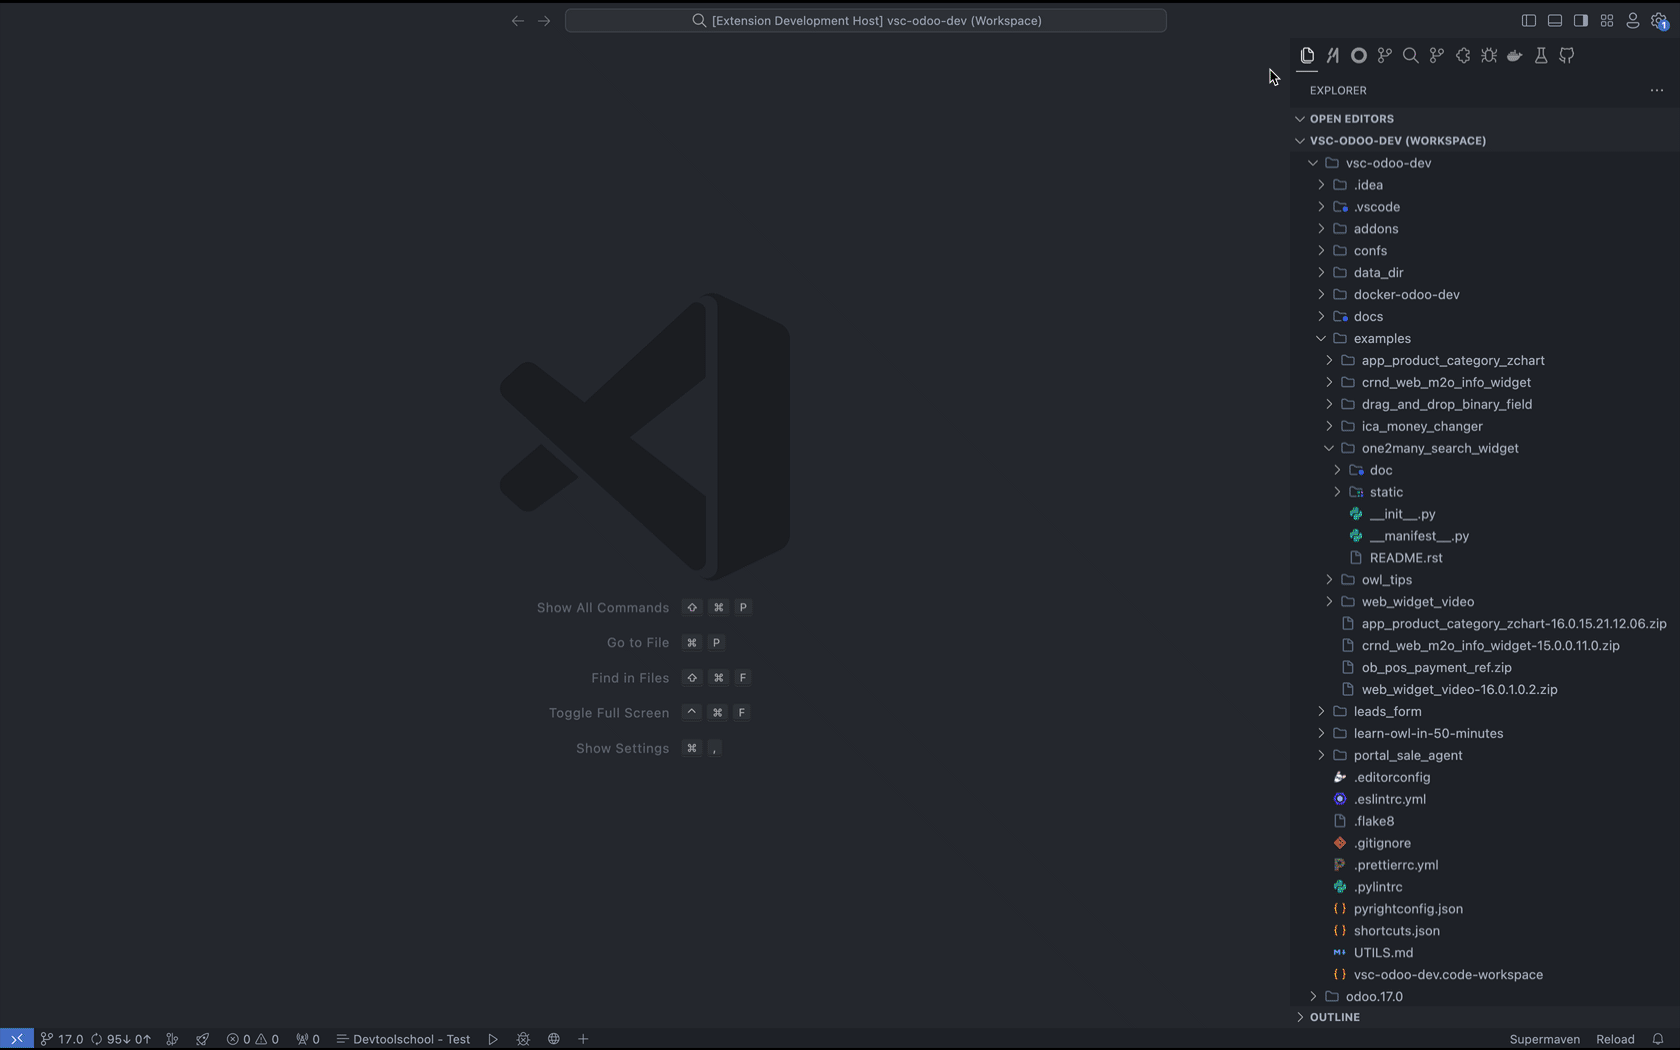 [Extension Development Host] vsc-odoo-dev (Workspace)
1
EXPLORER
OPEN EDITORS
VSC-ODOO-DEV (WORKSPACE)
vsc-odoo-dev
.idea
.vscode
addons
confs
data_dir
docker-odoo-dev
docs
examples
app_product_category_zchart
crnd_web_m2o_info_widget
drag_and_drop_binary_field
ica_money_changer
one2many_search_widget
doc
static
__init__.py
__manifest__.py
README.rst
owl_tips
web_widget_video
app_product_category_zchart-16.0.15.21.12.06.zip
crnd_web_m2o_info_widget-15.0.0.11.0.zip
ob_pos_payment_ref.zip
web_widget_video-16.0.1.0.2.zip
leads_form
learn-owl-in-50-minutes
portal_sale_agent
.editorconfig
.eslintrc.yml
.flake8
.gitignore
.prettierrc.yml
.pylintrc
pyrightconfig.json
shortcuts.json
UTILS.md
vsc-odoo-dev.code-workspace
odoo.17.0
OUTLINE
Show All Commands ⇧ ⌘ P
Go to File ⌘ P
Find in Files ⇧ ⌘ F
Toggle Full Screen ^ ⌘ F
Show Settings ⌘ ,
17.0 95↓ 0↑ 0 0 0 Devtoolschool - Test Supermaven Reload